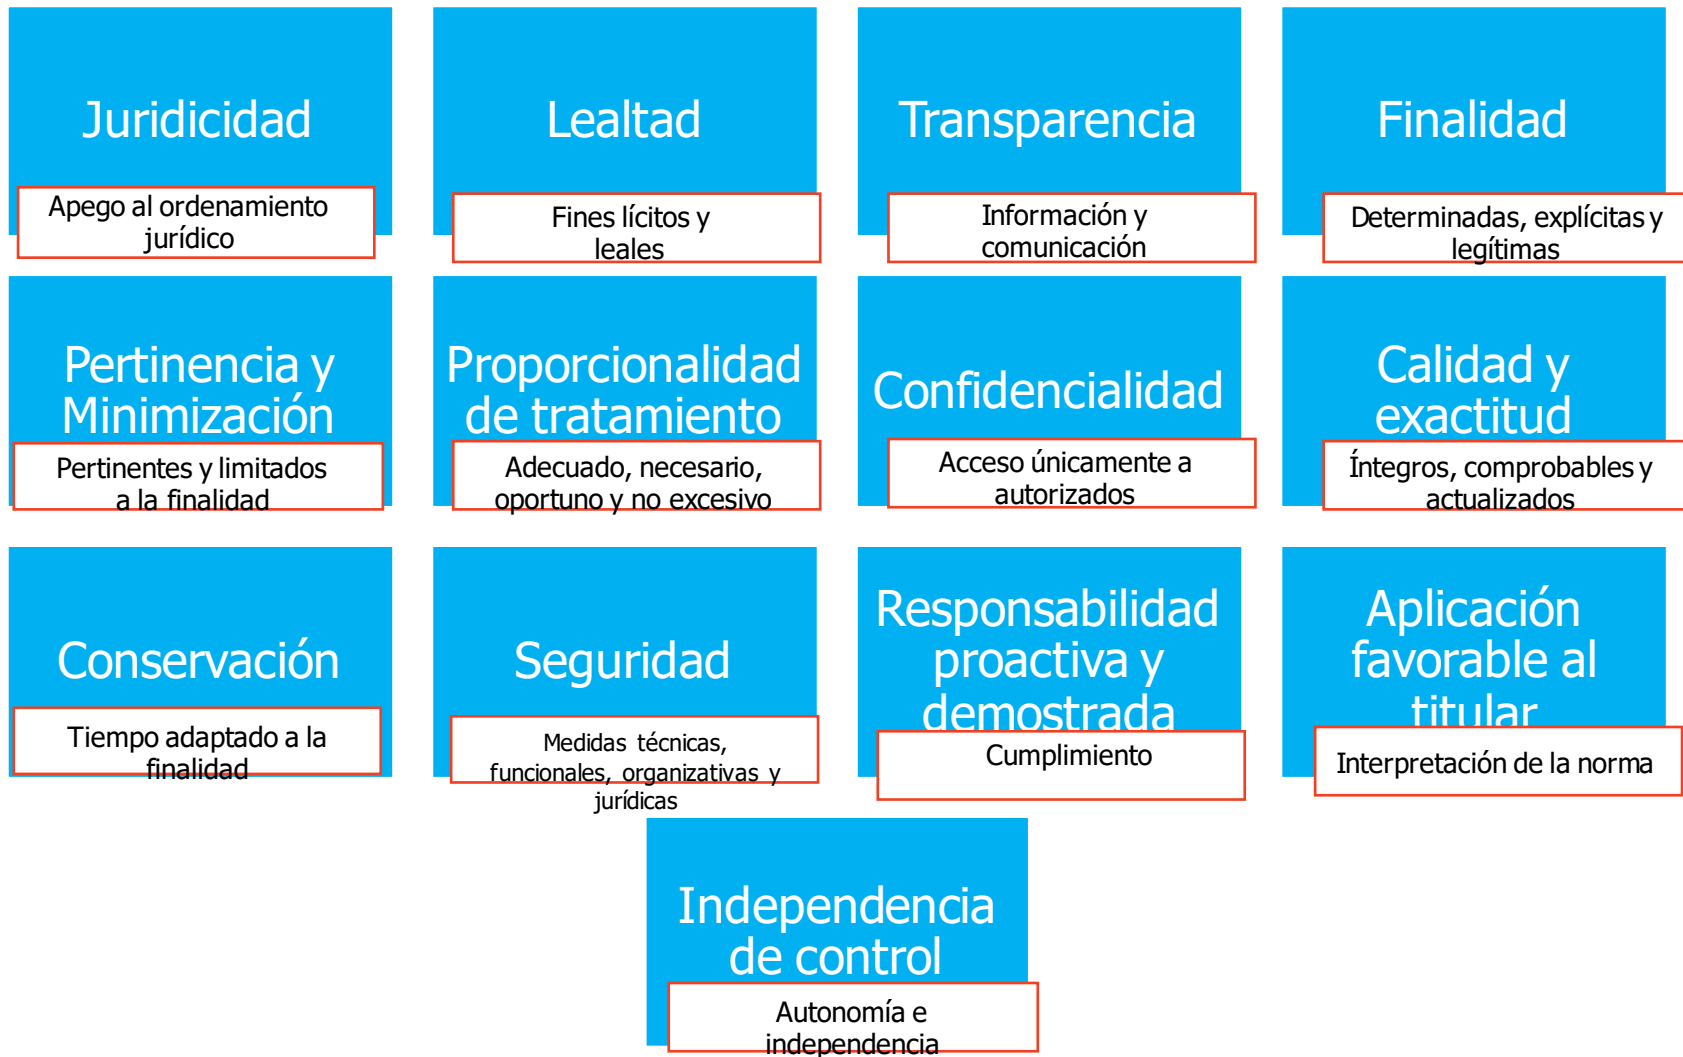 Juridicidad
Apego al ordenamiento
jurídico
Lealtad
Fines lícitos y
leales
Transparencia
Información y
comunicación
Finalidad
Determinadas, explícitas y
legítimas
Pertinencia y
Minimización
Pertinentes y limitados
a la finalidad
Proporcionalidad
de tratamiento
Adecuado, necesario,
oportuno y no excesivo
Confidencialidad
Acceso únicamente a
autorizados
Calidad y
exactitud
Íntegros, comprobables y
actualizados
Conservación
Tiempo adaptado a la
finalidad
Seguridad
Medidas técnicas,
funcionales, organizativas y
jurídicas
Responsabilidad
proactiva y
demostrada
Cumplimiento
Aplicación
favorable al
titular
Interpretación de la norma
Independencia
de control
Autonomía e
independencia